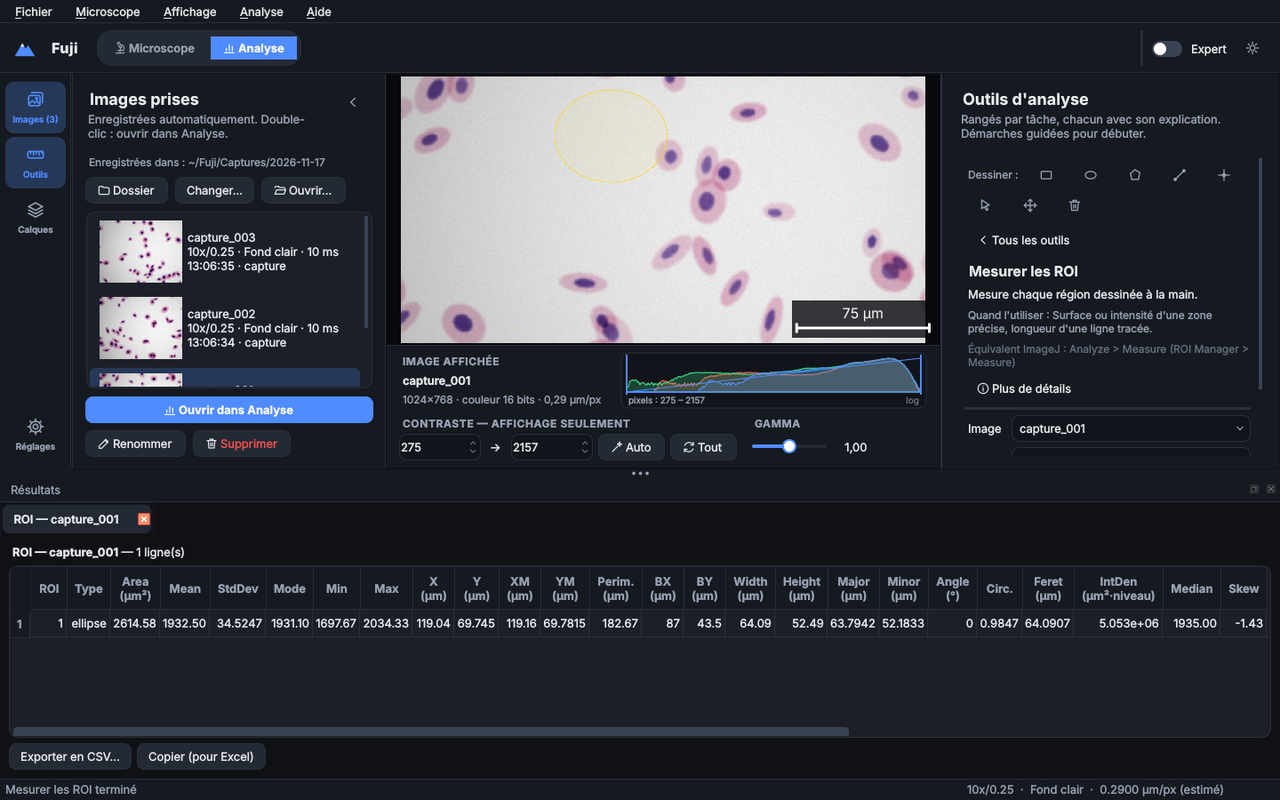 Fichier Microscope Affichage Analyse Aide
Fuji Microscope Analyse Expert
Images (3)
Outils
Calques
Réglages
Images prises
Enregistrées automatiquement. Double-
clic : ouvrir dans Analyse.
Enregistrées dans : ~/Fuji/Captures/2026-11-17
Dossier Changer... Ouvrir...
capture_003
10x/0.25 · Fond clair · 10 ms
13:06:35 · capture
capture_002
10x/0.25 · Fond clair · 10 ms
13:06:34 · capture
Ouvrir dans Analyse
Renommer Supprimer
75 µm
IMAGE AFFICHÉE
capture_001
1024×768 · couleur 16 bits · 0,29 µm/px
pixels : 275 – 2157 log
CONTRASTE — AFFICHAGE SEULEMENT GAMMA
275 → 2157 Auto Tout 1,00
Outils d'analyse
Rangés par tâche, chacun avec son explication.
Démarches guidées pour débuter.
Dessiner :
Tous les outils
Mesurer les ROI
Mesure chaque région dessinée à la main.
Quand l'utiliser : Surface ou intensité d'une zone
précise, longueur d'une ligne tracée.
Équivalent ImageJ : Analyze > Measure (ROI Manager >
Measure)
Plus de détails
Image capture_001
Résultats
ROI — capture_001
ROI — capture_001 — 1 ligne(s)
ROI Type Area (µm²) Mean StdDev Mode Min Max X (µm) Y (µm) XM (µm) YM (µm) Perim. (µm) BX (µm) BY (µm) Width (µm) Height (µm) Major (µm) Minor (µm) Angle (°) Circ. Feret (µm) IntDen (µm²·niveau) Median Skew
1 1 ellipse 2614.58 1932.50 34.5247 1931.10 1697.67 2034.33 119.04 69.745 119.16 69.7815 182.67 87 43.5 64.09 52.49 63.7942 52.1833 0 0.9847 64.0907 5.053e+06 1935.00 -1.43
Exporter en CSV... Copier (pour Excel)
Mesurer les ROI terminé 10x/0.25 · Fond clair · 0.2900 µm/px (estimé)